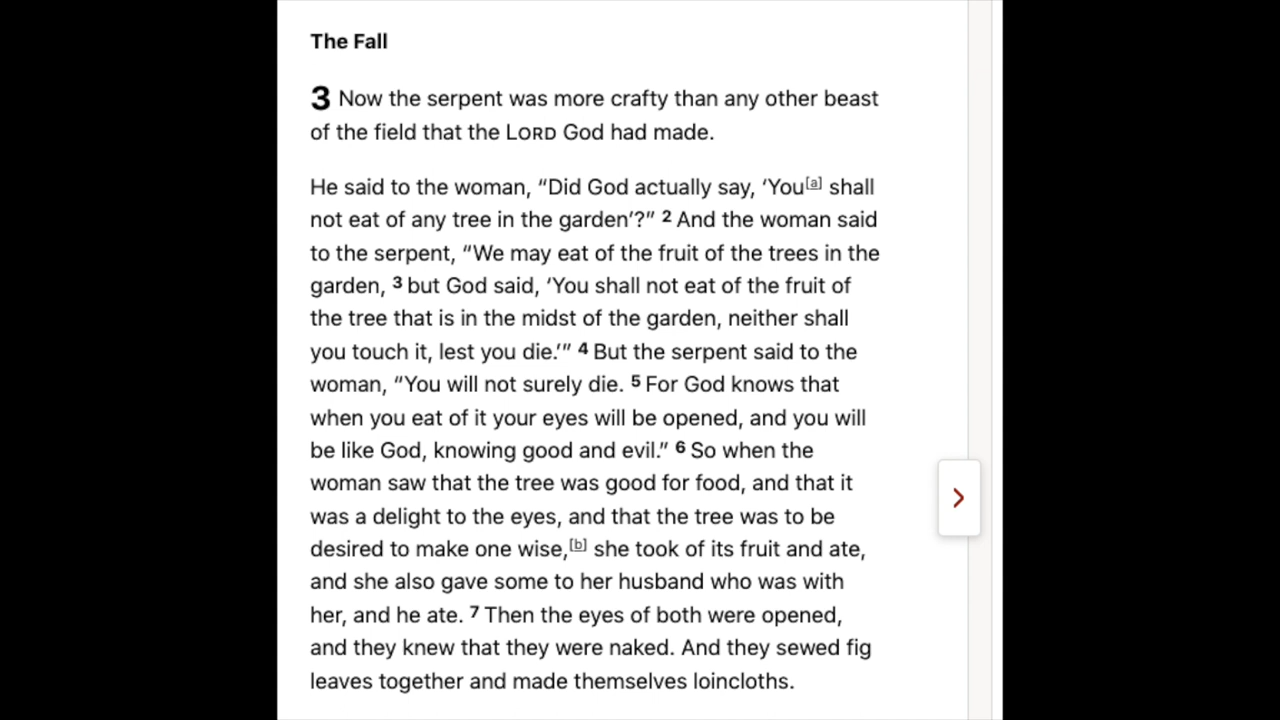 The Fall
3 Now the serpent was more crafty than any other beast
of the field that the LORD God had made.
He said to the woman, “Did God actually say, ‘You[a] shall
not eat of any tree in the garden’?” 2 And the woman said
to the serpent, “We may eat of the fruit of the trees in the
garden, 3 but God said, ‘You shall not eat of the fruit of
the tree that is in the midst of the garden, neither shall
you touch it, lest you die.’” 4 But the serpent said to the
woman, “You will not surely die. 5 For God knows that
when you eat of it your eyes will be opened, and you will
be like God, knowing good and evil.” 6 So when the
woman saw that the tree was good for food, and that it
was a delight to the eyes, and that the tree was to be
desired to make one wise,[b] she took of its fruit and ate,
and she also gave some to her husband who was with
her, and he ate. 7 Then the eyes of both were opened,
and they knew that they were naked. And they sewed fig
leaves together and made themselves loincloths.